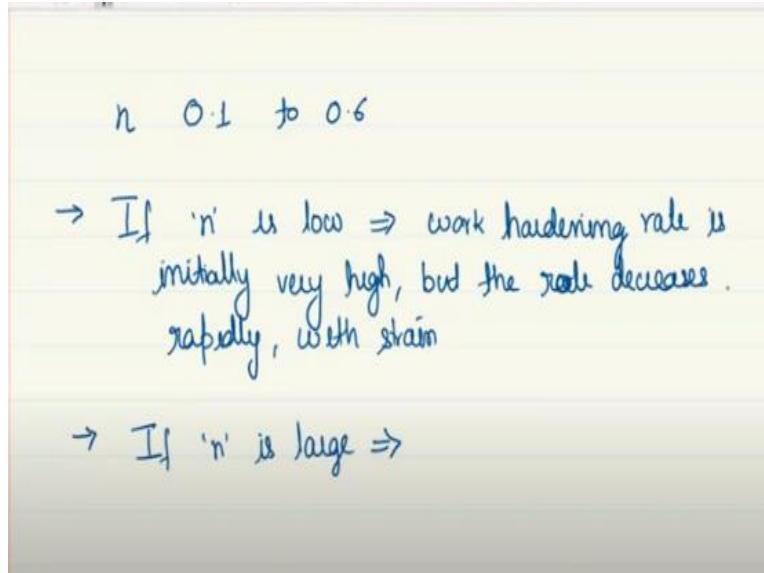 n 0.1 to 0.6
→ If 'n' is low ⇒ work hardening rate is
initially very high, but the rate decreases.
rapidly, with strain
→ If 'n' is large ⇒